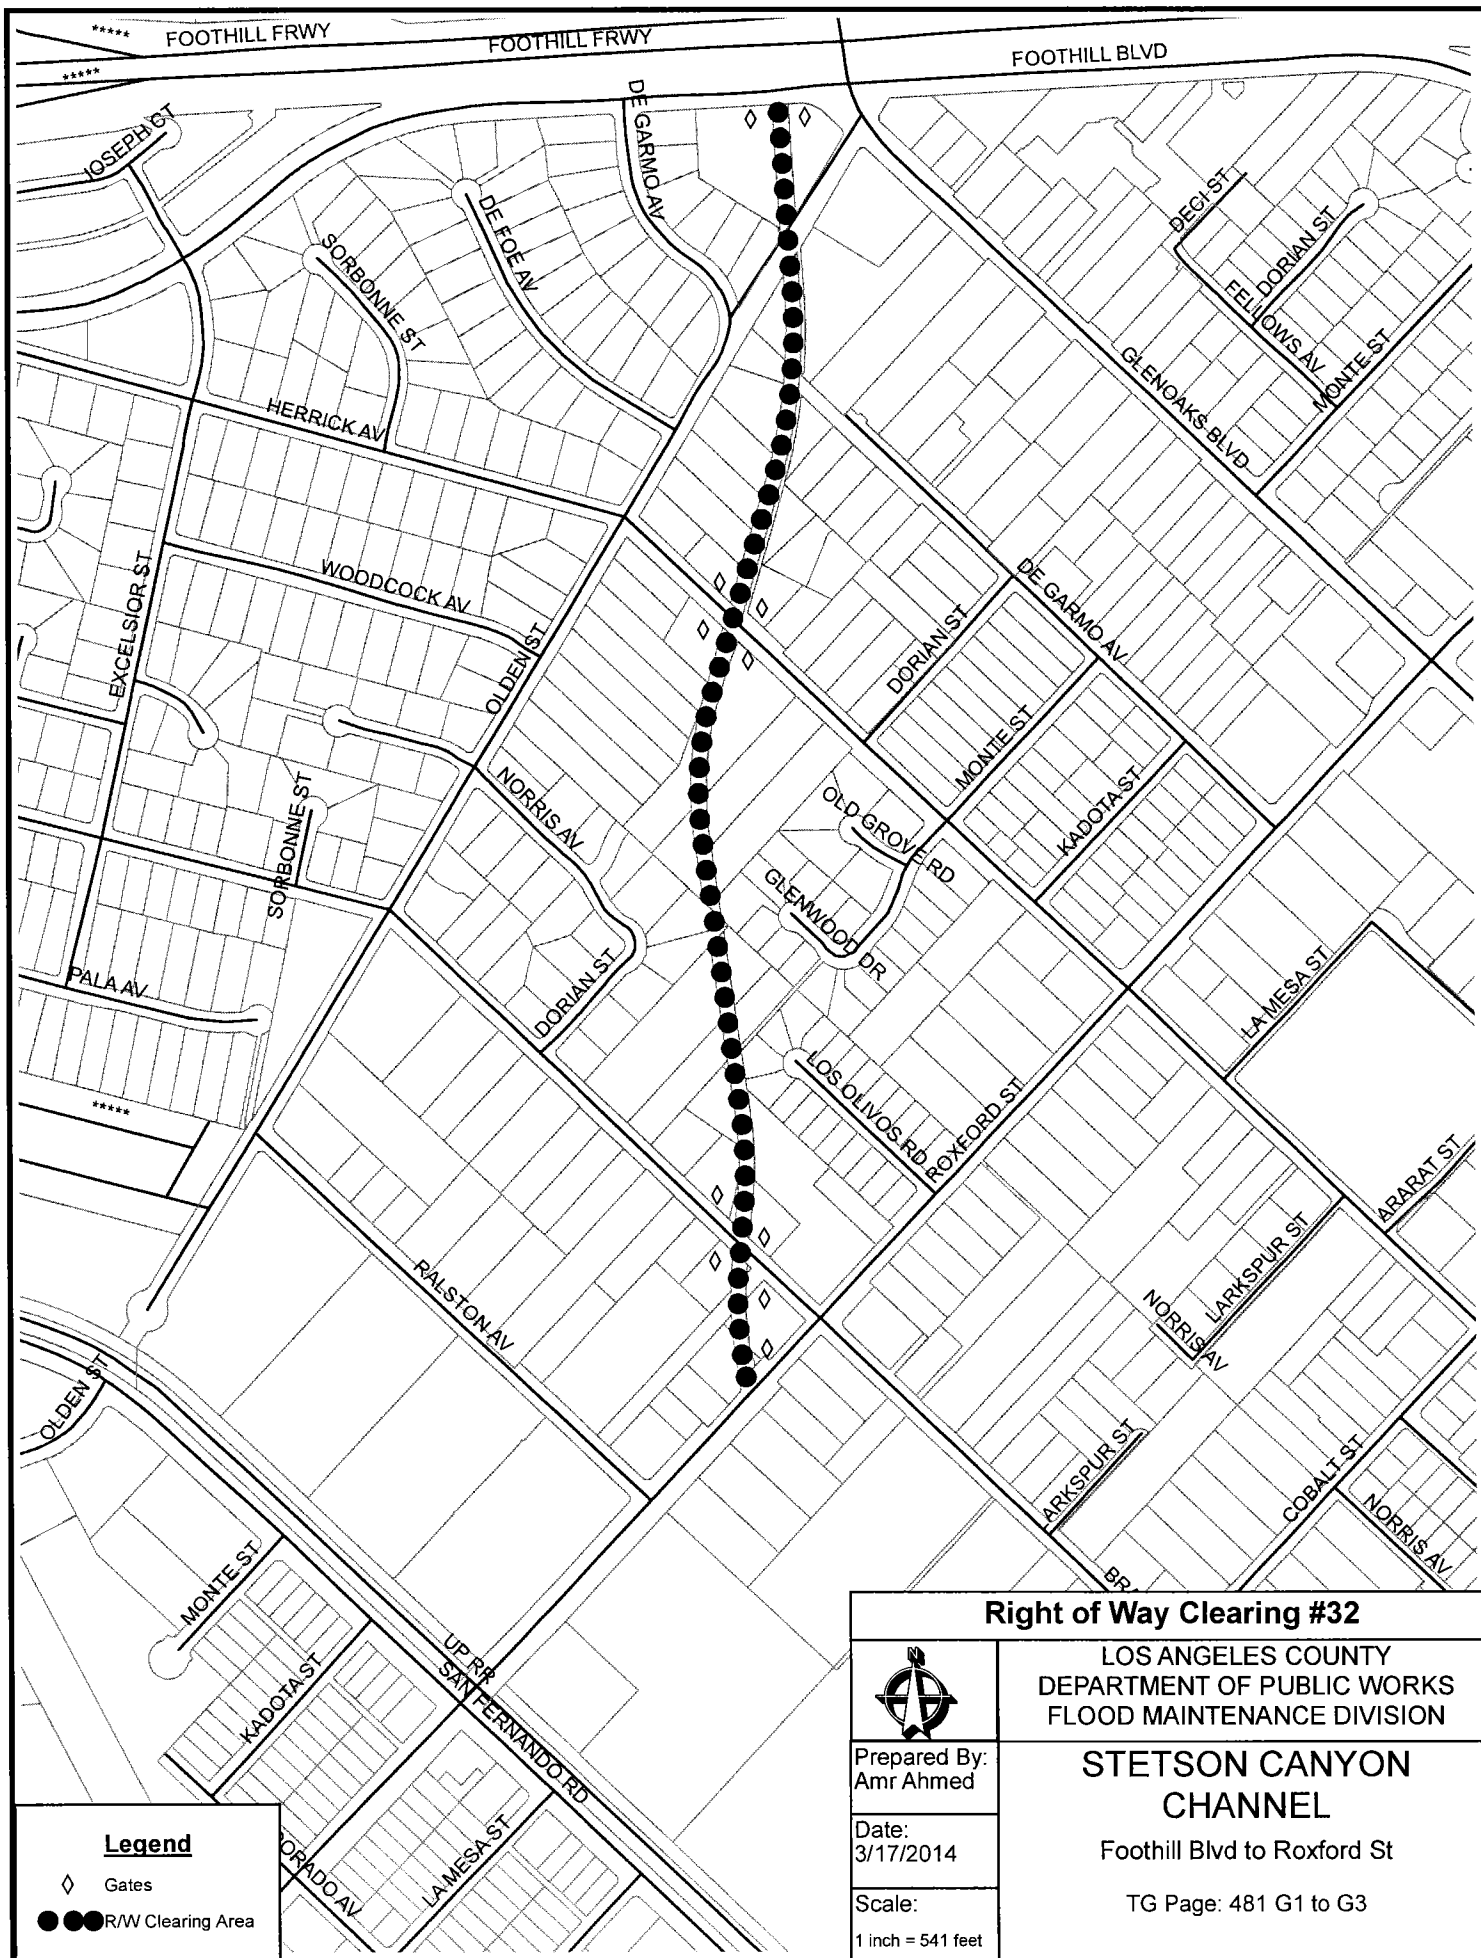 *****
FOOTHILL FRWY
FOOTHILL FRWY
FOOTHILL BLVD
*****
JOSEPH CT
DE GARMO AV
DE FOE AV
SORBONNE ST
DECI ST
DORIAN ST
FELLOWS AV
MONTE ST
GLENOAKS BLVD
HERRICK AV
WOODCOCK AV
EXCELSIOR ST
OLDEN ST
DE GARMO AV
DORIAN ST
MONTE ST
KADOTA ST
NORRIS AV
SORBONNE ST
OLD GROVE RD
GLENWOOD DR
PALA AV
DORIAN ST
LA MESA ST
LOS OLIVOS RD
ROXFORD ST
*****
ARARAT ST
LARKSPUR ST
NORRIS AV
RALSTON AV
OLDEN ST
ARKSPUR ST
COBALT ST
NORRIS AV
BRA
MONTE ST
KADOTA ST
UP RR
SAN FERNANDO RD
LA MESA ST
DORADO AV
Legend
Gates
R/W Clearing Area
Right of Way Clearing #32
N
LOS ANGELES COUNTY
DEPARTMENT OF PUBLIC WORKS
FLOOD MAINTENANCE DIVISION
Prepared By:
Amr Ahmed
Date:
3/17/2014
Scale:
1 inch = 541 feet
STETSON CANYON
CHANNEL
Foothill Blvd to Roxford St
TG Page: 481 G1 to G3